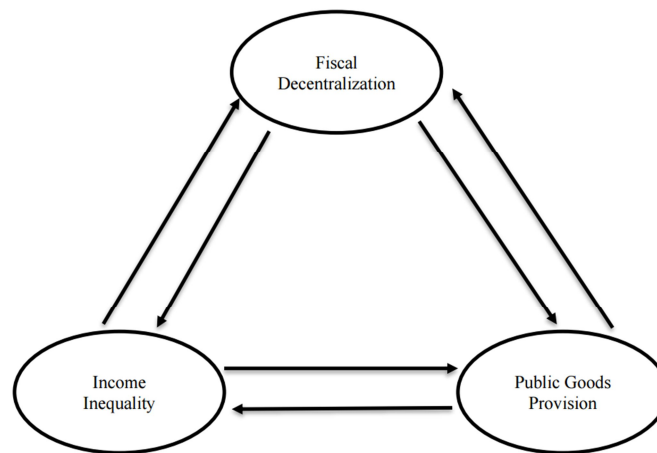 Fiscal
Decentralization
Income
Inequality
Public Goods
Provision